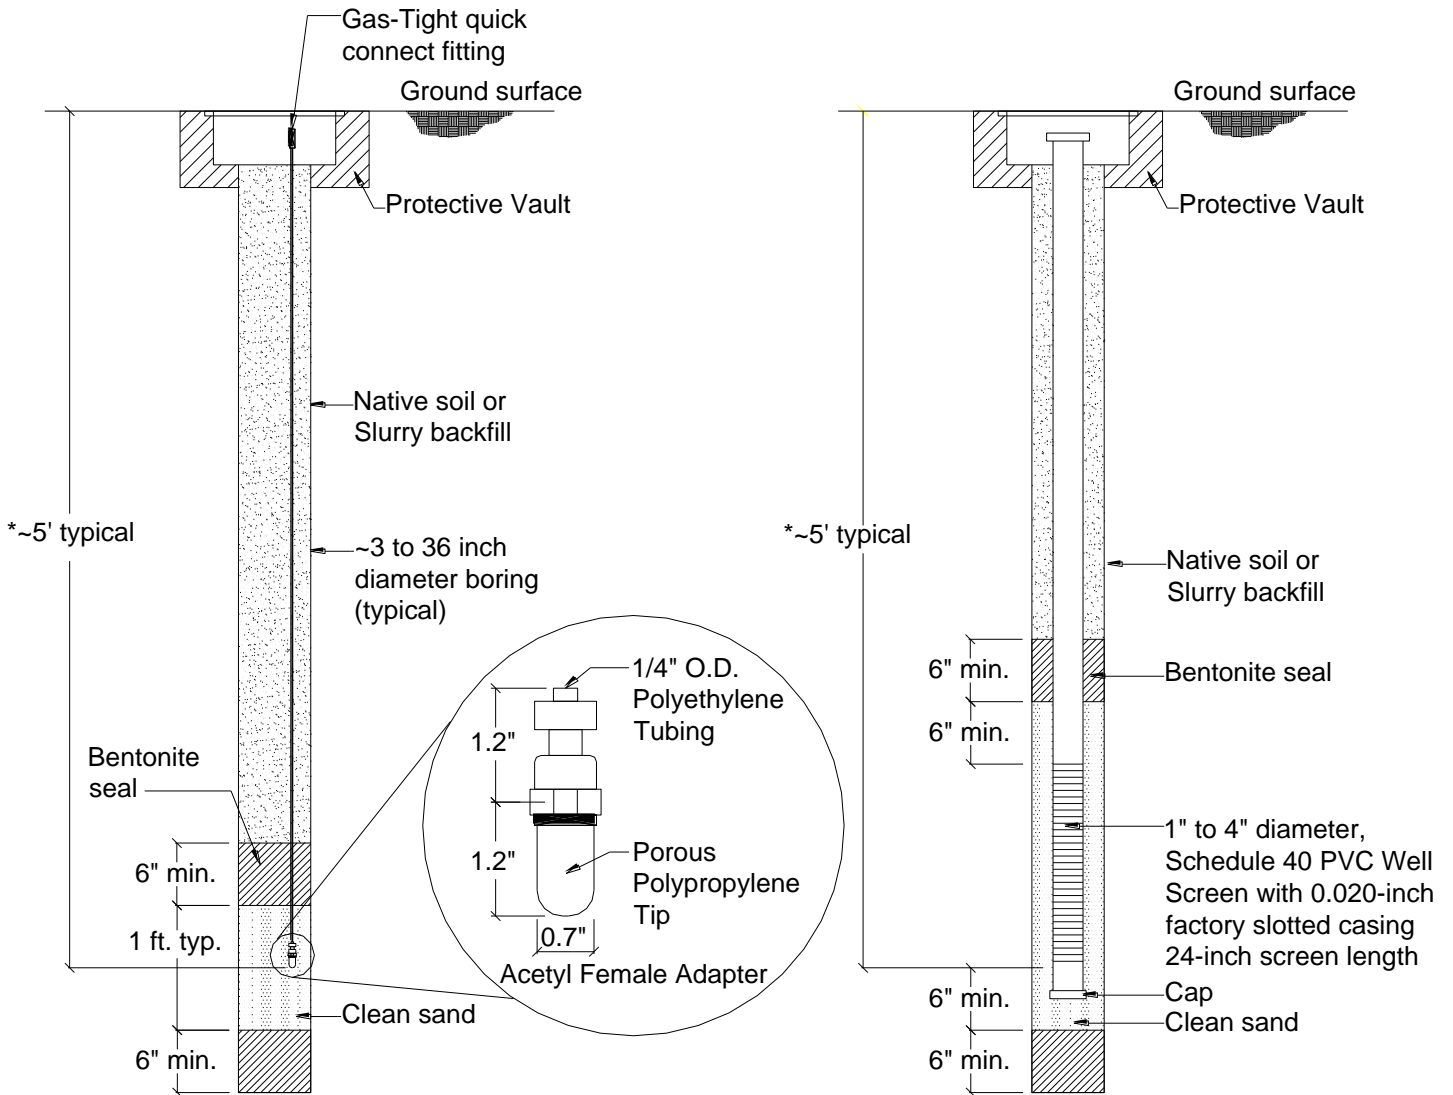 Gas-Tight quick
connect fitting
Ground surface
Protective Vault
Native soil or
Slurry backfill
*~5' typical
~3 to 36 inch
diameter boring
(typical)
Bentonite
seal
6" min.
1 ft. typ.
Clean sand
6" min.
1/4" O.D.
Polyethylene
Tubing
1.2"
1.2"
Porous
Polypropylene
Tip
0.7"
Acetyl Female Adapter
Ground surface
Protective Vault
*~5' typical
Native soil or
Slurry backfill
6" min.
Bentonite seal
6" min.
1" to 4" diameter,
Schedule 40 PVC Well
Screen with 0.020-inch
factory slotted casing
24-inch screen length
6" min.
Cap
Clean sand
6" min.